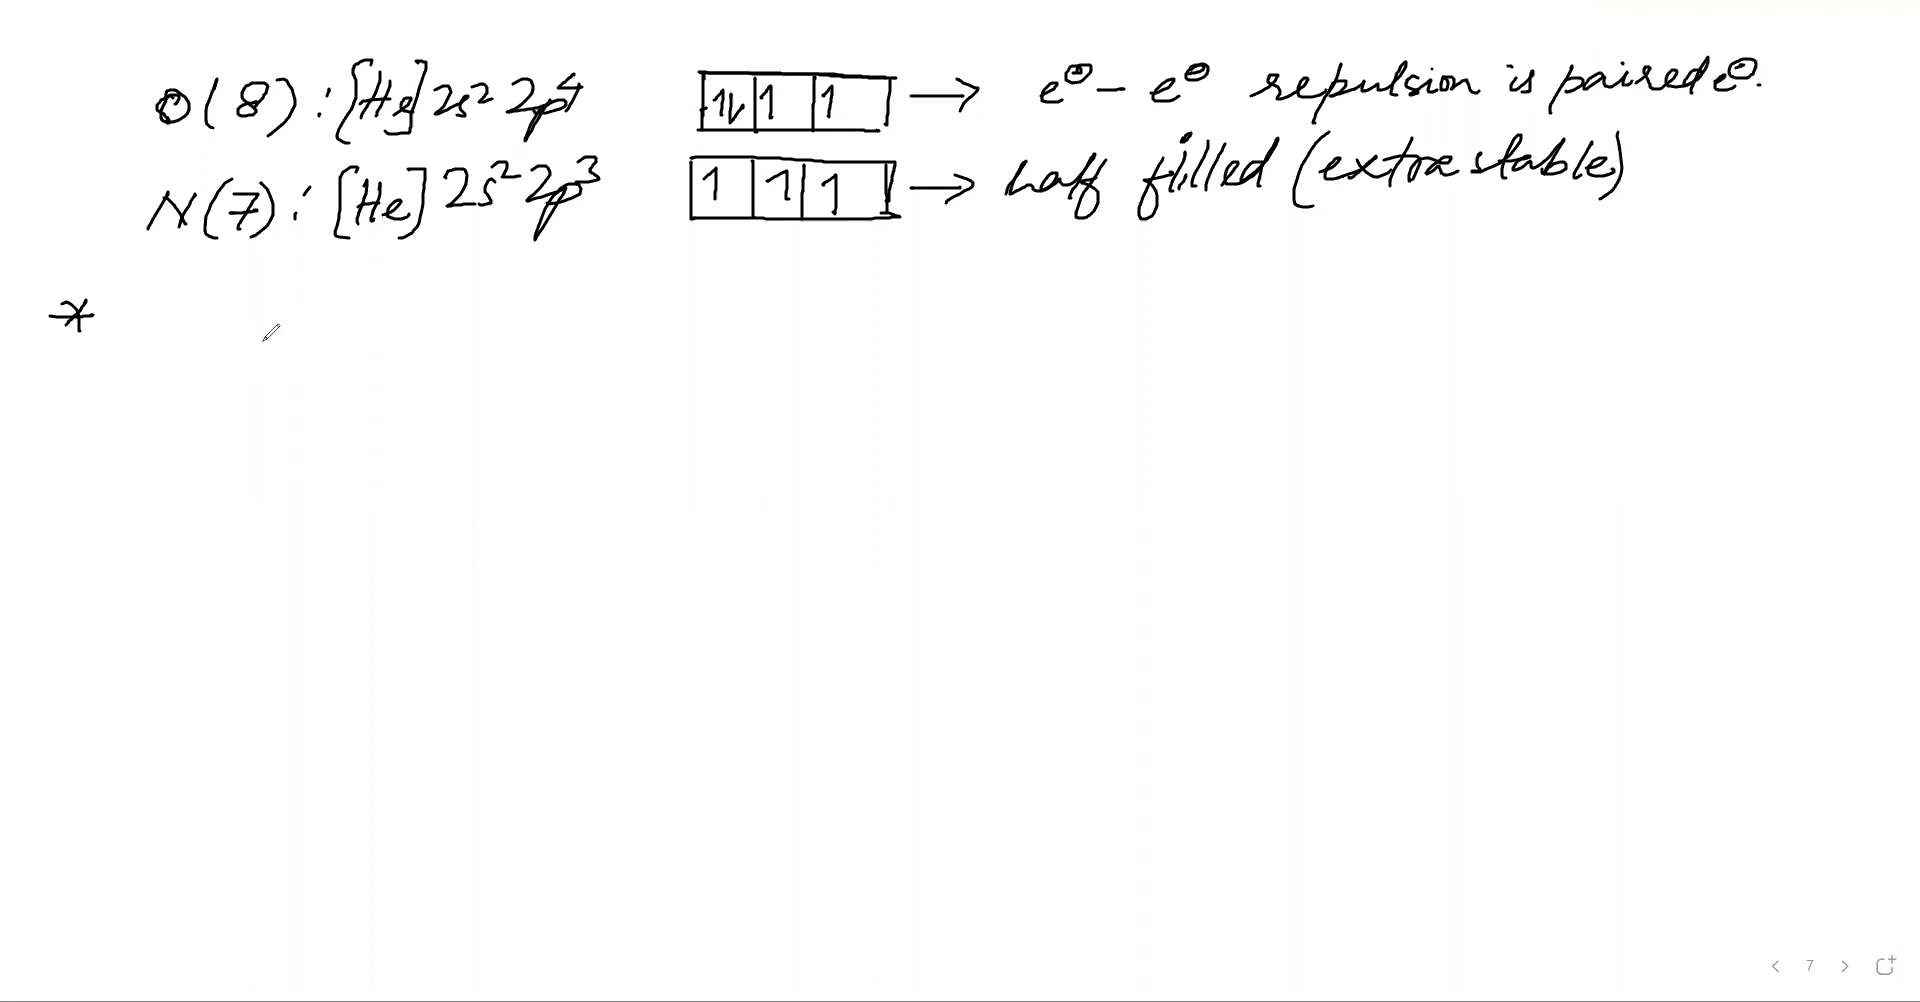 O(8): [He] 2s² 2p⁴ ↿⇂ 1 1 → e⊖ – e⊖ repulsion is paired e⊖.
N(7): [He] 2s² 2p³ 1 1 1 → half filled (extra stable)
*
7